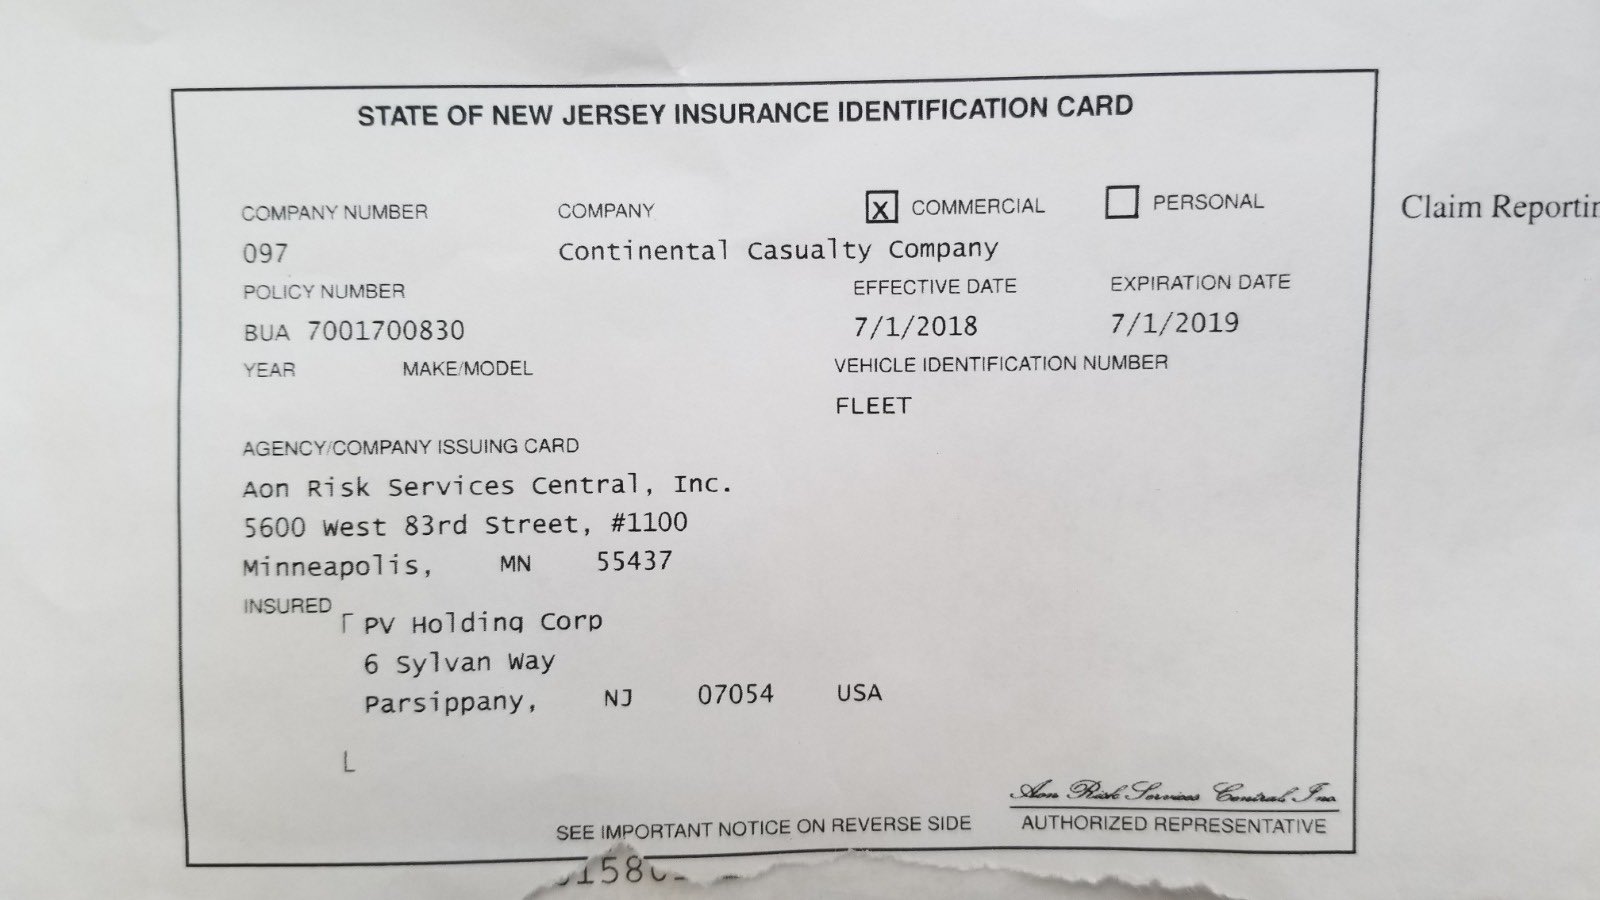 STATE OF NEW JERSEY INSURANCE IDENTIFICATION CARD
COMPANY NUMBER COMPANY X COMMERCIAL PERSONAL
097 Continental Casualty Company
POLICY NUMBER EFFECTIVE DATE EXPIRATION DATE
BUA 7001700830 7/1/2018 7/1/2019
YEAR MAKE/MODEL VEHICLE IDENTIFICATION NUMBER
FLEET
AGENCY/COMPANY ISSUING CARD
Aon Risk Services Central, Inc.
5600 West 83rd Street, #1100
Minneapolis, MN 55437
INSURED
PV Holding Corp
6 Sylvan Way
Parsippany, NJ 07054 USA
Aon Risk Services Central Inc.
SEE IMPORTANT NOTICE ON REVERSE SIDE AUTHORIZED REPRESENTATIVE
Claim